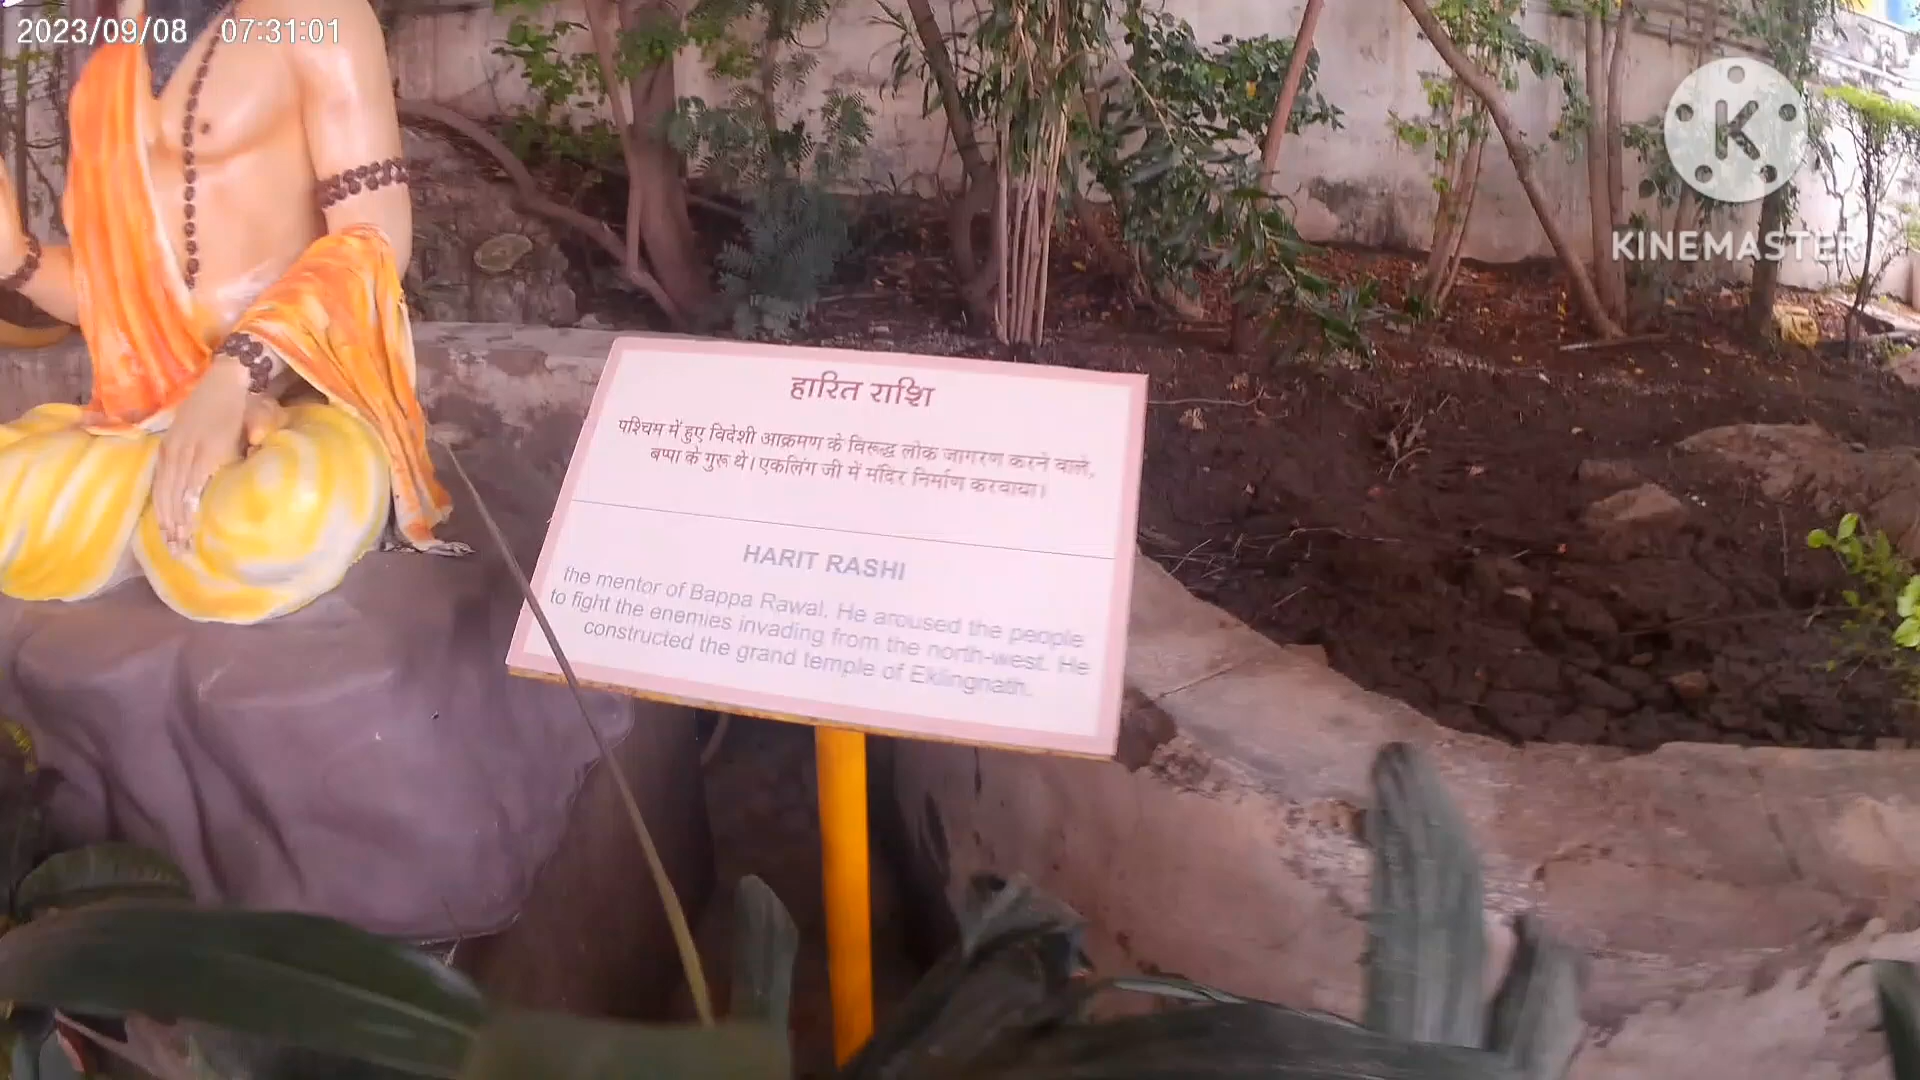 2023/09/08 07:31:01
K
KINEMASTER
हारित राशि
पश्चिम में हुए विदेशी आक्रमण के विरूद्ध लोक जागरण करने वाले,
बप्पा के गुरू थे। एकलिंग जी में मंदिर निर्माण करवाया।
HARIT RASHI
the mentor of Bappa Rawal. He aroused the people
to fight the enemies invading from the north-west. He
constructed the grand temple of Eklingnath.